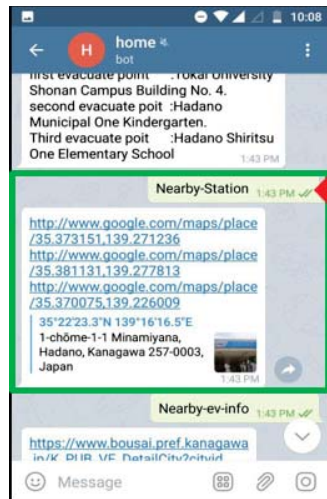 10:08
H
home
bot
first evacuate point :Tokai University
Shonan Campus Building No. 4.
second evacuate poit :Hadano
Municipal One Kindergarten.
Third evacuate poit :Hadano Shiritsu
One Elementary School
1:43 PM
Nearby-Station 1:43 PM
http://www.google.com/maps/place
/35.373151,139.271236
http://www.google.com/maps/place
/35.381131,139.277813
http://www.google.com/maps/place
/35.370075,139.226009
35°22'23.3"N 139°16'16.5"E
1-chōme-1-1 Minamiyana,
Hadano, Kanagawa 257-0003,
Japan
1:43 PM
Nearby-ev-info 1:43 PM
https://www.bousai.pref.kanagawa
.jp/K_PUB_VF_DetailCity?cityid
Message